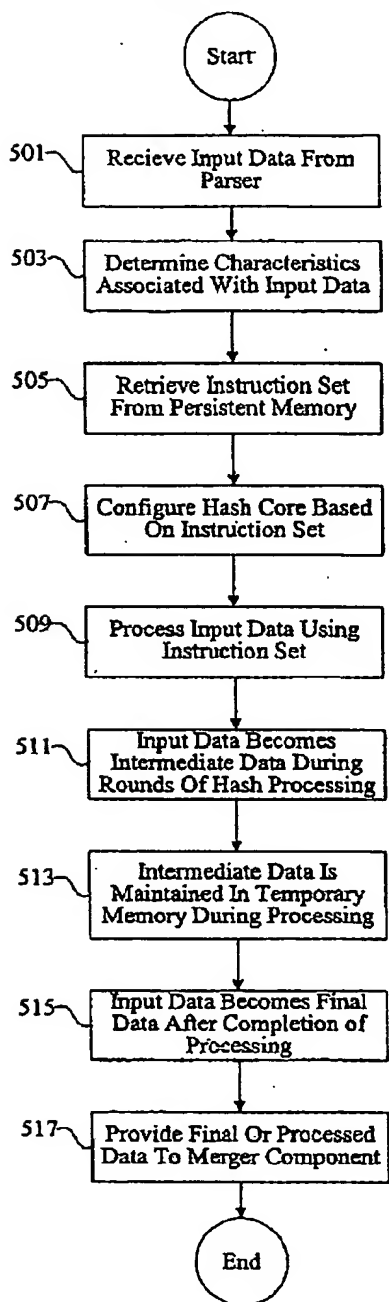 Start
501
Recieve Input Data From
Parser
503
Determine Characteristics
Associated With Input Data
505
Retrieve Instruction Set
From Persistent Memory
507
Configure Hash Core Based
On Instruction Set
509
Process Input Data Using
Instruction Set
511
Input Data Becomes
Intermediate Data During
Rounds Of Hash Processing
513
Intermediate Data Is
Maintained In Temporary
Memory During Processing
515
Input Data Becomes Final
Data After Completion of
Processing
517
Provide Final Or Processed
Data To Merger Component
End